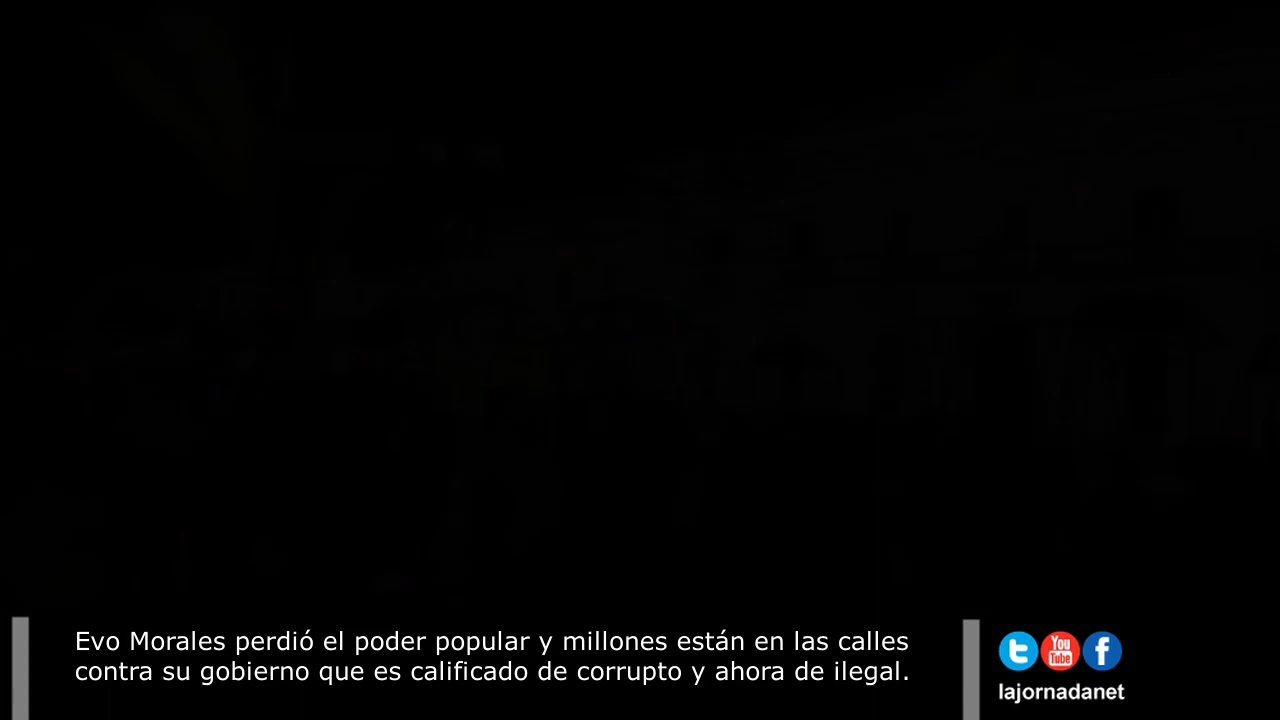 Evo Morales perdió el poder popular y millones están en las calles
contra su gobierno que es calificado de corrupto y ahora de ilegal.
You
Tube
lajornadanet